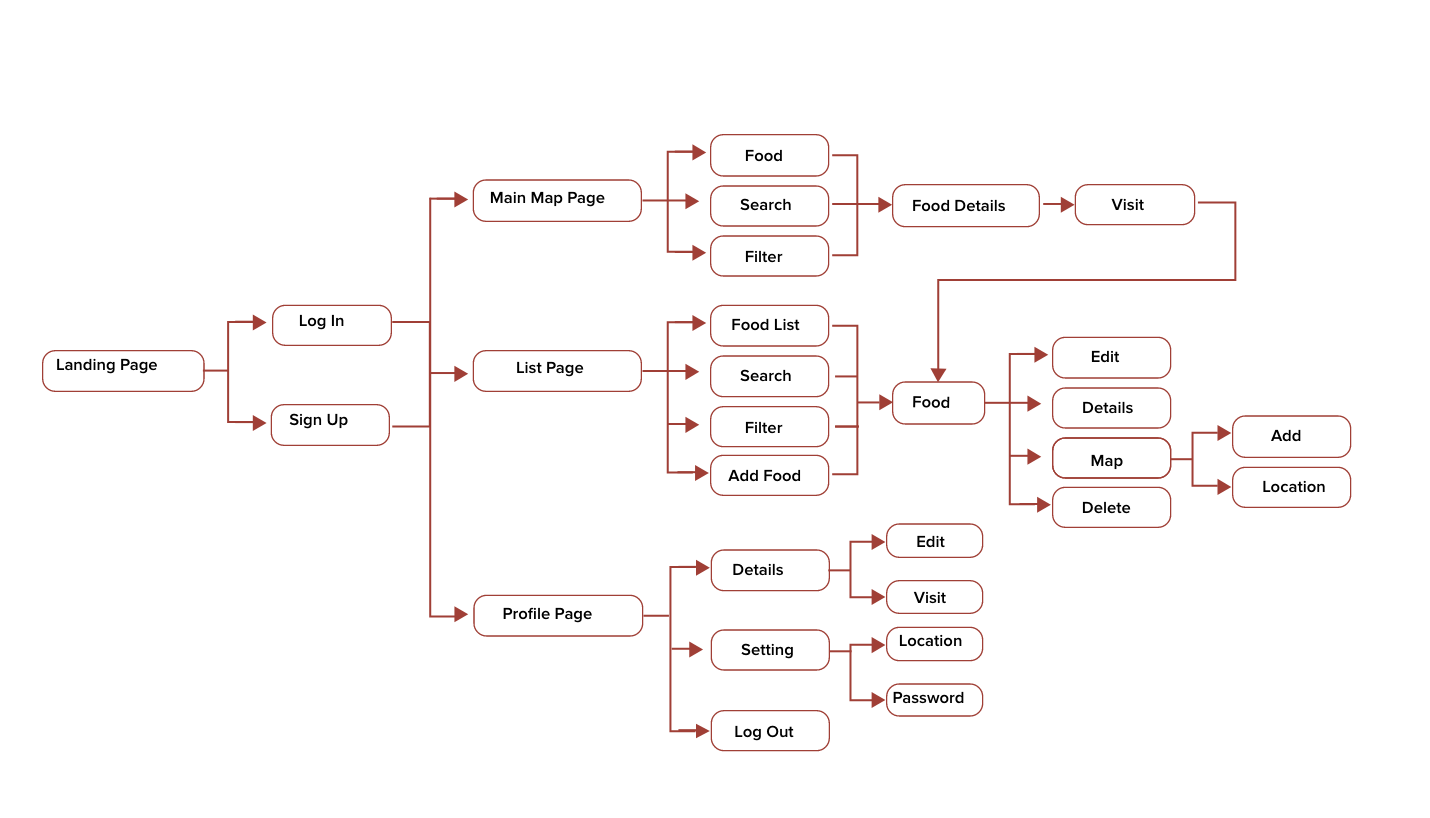 Landing Page
Log In
Sign Up
Main Map Page
List Page
Profile Page
Food
Search
Filter
Food Details
Visit
Food List
Search
Filter
Add Food
Food
Edit
Details
Map
Delete
Add
Location
Details
Setting
Log Out
Edit
Visit
Location
Password